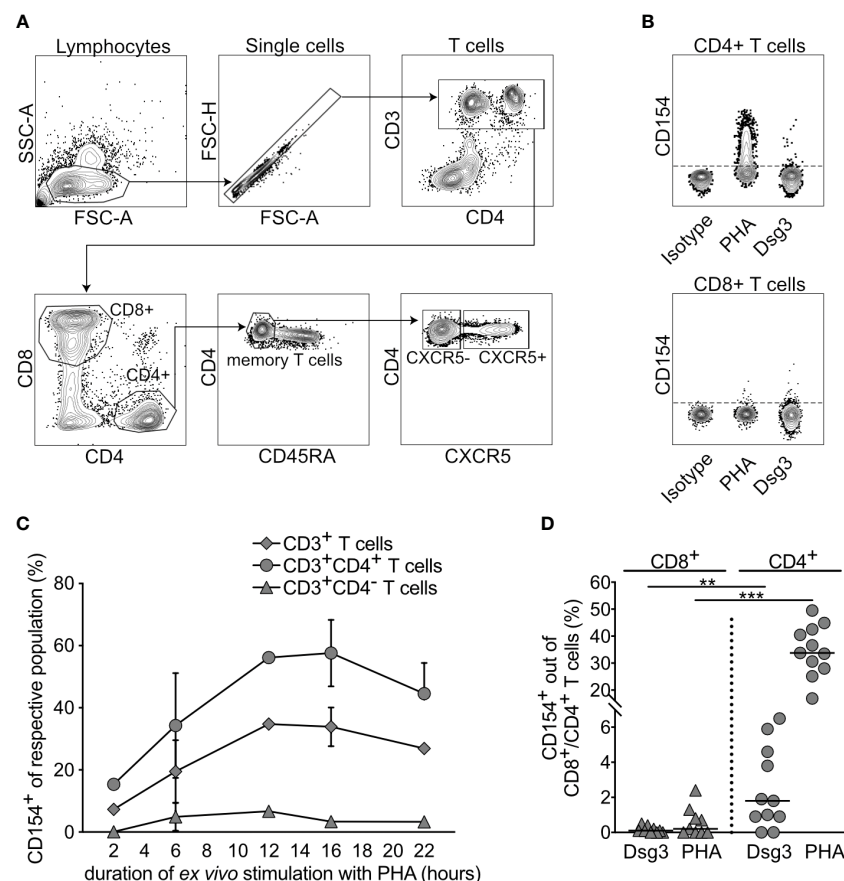 A
Lymphocytes
Single cells
T cells
SSC-A
FSC-A
FSC-H
FSC-A
CD3
CD4
CD8
CD8+
CD4+
CD4
CD4
memory T cells
CD45RA
CD4
CXCR5- CXCR5+
CXCR5
B
CD4+ T cells
CD154
Isotype PHA Dsg3
CD8+ T cells
CD154
Isotype PHA Dsg3
C
CD3⁺ T cells
CD3⁺CD4⁺ T cells
CD3⁺CD4⁻ T cells
CD154⁺ of respective population (%)
80
60
40
20
0
2 4 6 8 10 12 14 16 22
duration of ex vivo stimulation with PHA (hours)
D
CD8⁺ CD4⁺
**
***
CD154⁺ out of
CD8⁺/CD4⁺ T cells (%)
60
50
40
30
20
6
4
2
0
Dsg3 PHA Dsg3 PHA